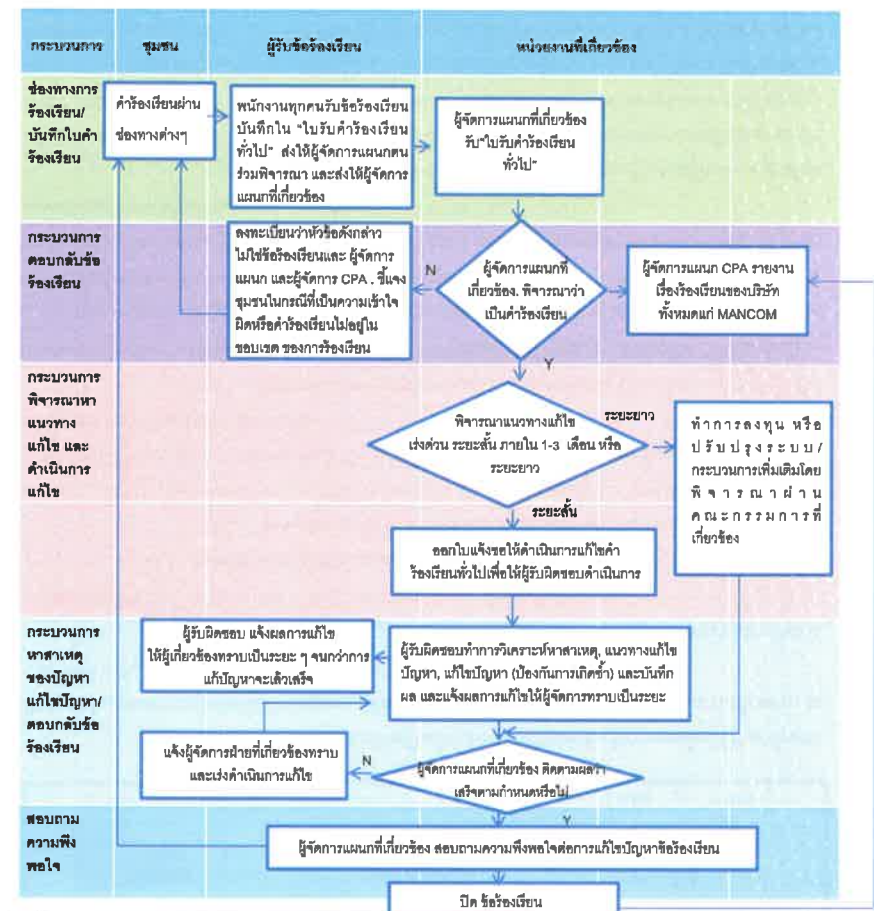 กระบวนการ
ชุมชน
ผู้รับข้อร้องเรียน
หน่วยงานที่เกี่ยวข้อง
ช่องทางการ
ร้องเรียน/
บันทึกใบคำ
ร้องเรียน
คำร้องเรียนผ่าน
ช่องทางต่างๆ
พนักงานทุกคนรับข้อร้องเรียน
บันทึกใน "ใบรับคำร้องเรียน
ทั่วไป" ส่งให้ผู้จัดการแผนกตน
ร่วมพิจารณา และส่งให้ผู้จัดการ
แผนกที่เกี่ยวข้อง
ผู้จัดการแผนกที่เกี่ยวข้อง
รับ"ใบรับคำร้องเรียน
ทั่วไป"
กระบวนการ
ตอบกลับข้อ
ร้องเรียน
ลงทะเบียนว่าหัวข้อดังกล่าว
ไม่ใช่ข้อร้องเรียนและ ผู้จัดการ
แผนก และผู้จัดการ CPA . ชี้แจง
ชุมชนในกรณีที่เป็นความเข้าใจ
ผิดหรือคำร้องเรียนไม่อยู่ใน
ขอบเขต ของการร้องเรียน
N
ผู้จัดการแผนกที่
เกี่ยวข้อง. พิจารณาว่า
เป็นคำร้องเรียน
ผู้จัดการแผนก CPA รายงาน
เรื่องร้องเรียนของบริษัท
ทั้งหมดแก่ MANCOM
Y
กระบวนการ
พิจารณาหา
แนวทาง
แก้ไข และ
ดำเนินการ
แก้ไข
พิจารณาแนวทางแก้ไข
เร่งด่วน ระยะสั้น ภายใน 1-3 เดือน หรือ
ระยะยาว
ระยะยาว
ทำการลงทุน หรือ
ปรับปรุงระบบ/
กระบวนการเพิ่มเติมโดย
พิจารณาผ่าน
คณะกรรมการที่
เกี่ยวข้อง
ระยะสั้น
ออกใบแจ้งขอให้ดำเนินการแก้ไขคำ
ร้องเรียนทั่วไปเพื่อให้ผู้รับผิดชอบดำเนินการ
กระบวนการ
หาสาเหตุ
ของปัญหา
แก้ไขปัญหา/
ตอบกลับข้อ
ร้องเรียน
ผู้รับผิดชอบ แจ้งผลการแก้ไข
ให้ผู้เกี่ยวข้องทราบเป็นระยะ ๆ จนกว่าการ
แก้ปัญหาจะแล้วเสร็จ
ผู้รับผิดชอบทำการวิเคราะห์หาสาเหตุ, แนวทางแก้ไข
ปัญหา, แก้ไขปัญหา (ป้องกันการเกิดซ้ำ) และบันทึก
ผล และแจ้งผลการแก้ไขให้ผู้จัดการทราบเป็นระยะ
แจ้งผู้จัดการฝ่ายที่เกี่ยวข้องทราบ
และเร่งดำเนินการแก้ไข
N
ผู้จัดการแผนกที่เกี่ยวข้อง ติดตามผลว่า
เสร็จตามกำหนดหรือไม่
Y
สอบถาม
ความพึง
พอใจ
ผู้จัดการแผนกที่เกี่ยวข้อง สอบถามความพึงพอใจต่อการแก้ไขปัญหาข้อร้องเรียน
ปิด ข้อร้องเรียน